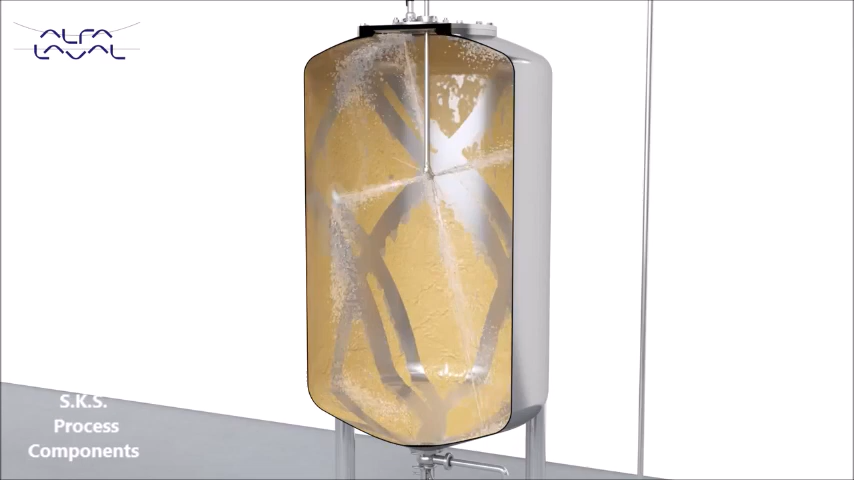 ALFA
LAVAL
S.K.S.
Process
Components